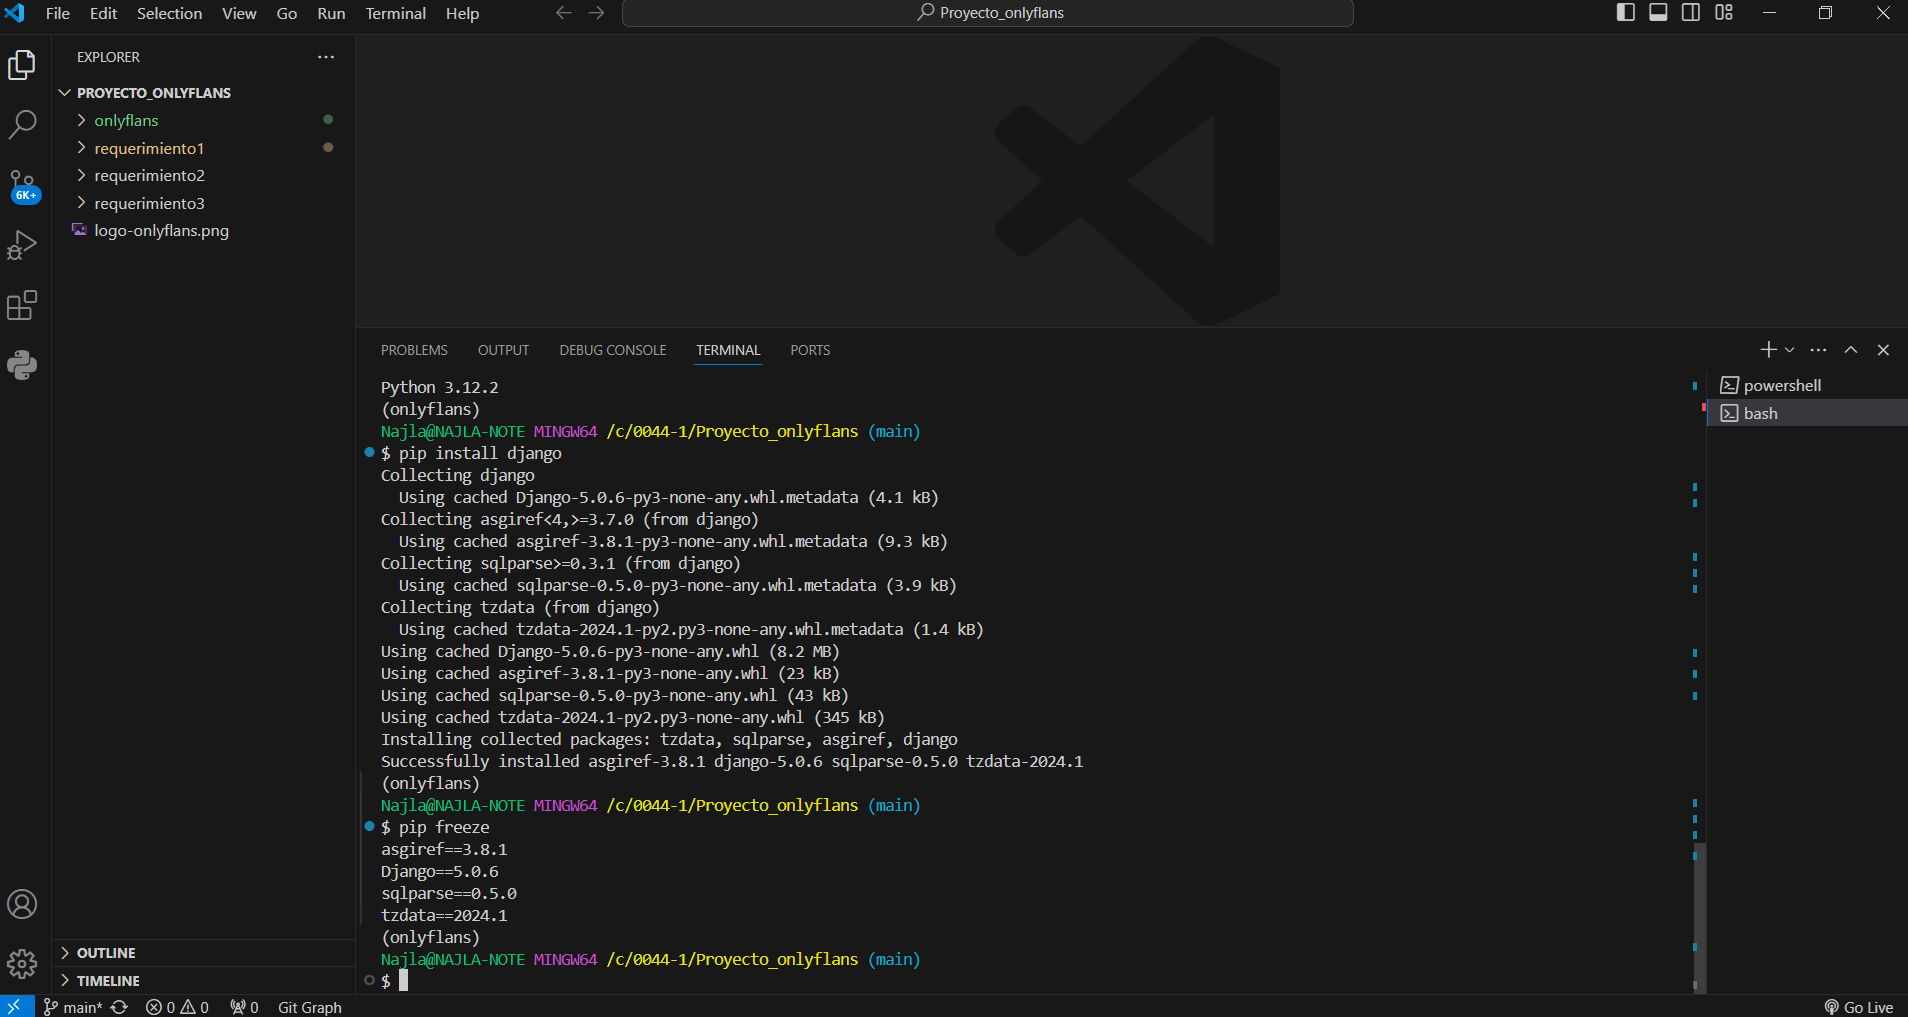 File Edit Selection View Go Run Terminal Help
Proyecto_onlyflans
EXPLORER
PROYECTO_ONLYFLANS
onlyflans
requerimiento1
requerimiento2
requerimiento3
logo-onlyflans.png
6K+
OUTLINE
TIMELINE
PROBLEMS OUTPUT DEBUG CONSOLE TERMINAL PORTS
powershell
bash
Python 3.12.2
(onlyflans)
Najla@NAJLA-NOTE MINGW64 /c/0044-1/Proyecto_onlyflans (main)
$ pip install django
Collecting django
  Using cached Django-5.0.6-py3-none-any.whl.metadata (4.1 kB)
Collecting asgiref<4,>=3.7.0 (from django)
  Using cached asgiref-3.8.1-py3-none-any.whl.metadata (9.3 kB)
Collecting sqlparse>=0.3.1 (from django)
  Using cached sqlparse-0.5.0-py3-none-any.whl.metadata (3.9 kB)
Collecting tzdata (from django)
  Using cached tzdata-2024.1-py2.py3-none-any.whl.metadata (1.4 kB)
Using cached Django-5.0.6-py3-none-any.whl (8.2 MB)
Using cached asgiref-3.8.1-py3-none-any.whl (23 kB)
Using cached sqlparse-0.5.0-py3-none-any.whl (43 kB)
Using cached tzdata-2024.1-py2.py3-none-any.whl (345 kB)
Installing collected packages: tzdata, sqlparse, asgiref, django
Successfully installed asgiref-3.8.1 django-5.0.6 sqlparse-0.5.0 tzdata-2024.1
(onlyflans)
Najla@NAJLA-NOTE MINGW64 /c/0044-1/Proyecto_onlyflans (main)
$ pip freeze
asgiref==3.8.1
Django==5.0.6
sqlparse==0.5.0
tzdata==2024.1
(onlyflans)
Najla@NAJLA-NOTE MINGW64 /c/0044-1/Proyecto_onlyflans (main)
$
main* 0 0 0 Git Graph Go Live